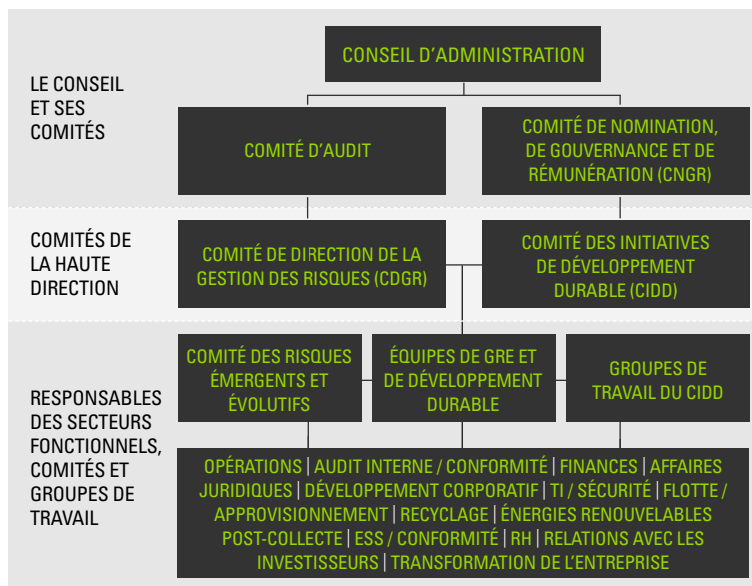 CONSEIL D'ADMINISTRATION
LE CONSEIL
ET SES
COMITÉS
COMITÉ D'AUDIT
COMITÉ DE NOMINATION,
DE GOUVERNANCE ET DE
RÉMUNÉRATION (CNGR)
COMITÉS DE
LA HAUTE
DIRECTION
COMITÉ DE DIRECTION DE LA
GESTION DES RISQUES (CDGR)
COMITÉ DES INITIATIVES
DE DÉVELOPPEMENT
DURABLE (CIDD)
RESPONSABLES
DES SECTEURS
FONCTIONNELS,
COMITÉS ET
GROUPES DE
TRAVAIL
COMITÉ DES RISQUES
ÉMERGENTS ET
ÉVOLUTIFS
ÉQUIPES DE GRE ET
DE DÉVELOPPEMENT
DURABLE
GROUPES DE
TRAVAIL DU CIDD
OPÉRATIONS | AUDIT INTERNE / CONFORMITÉ | FINANCES | AFFAIRES
JURIDIQUES | DÉVELOPPEMENT CORPORATIF | TI / SÉCURITÉ | FLOTTE /
APPROVISIONNEMENT | RECYCLAGE | ÉNERGIES RENOUVELABLES
POST-COLLECTE | ESS / CONFORMITÉ | RH | RELATIONS AVEC LES
INVESTISSEURS | TRANSFORMATION DE L'ENTREPRISE